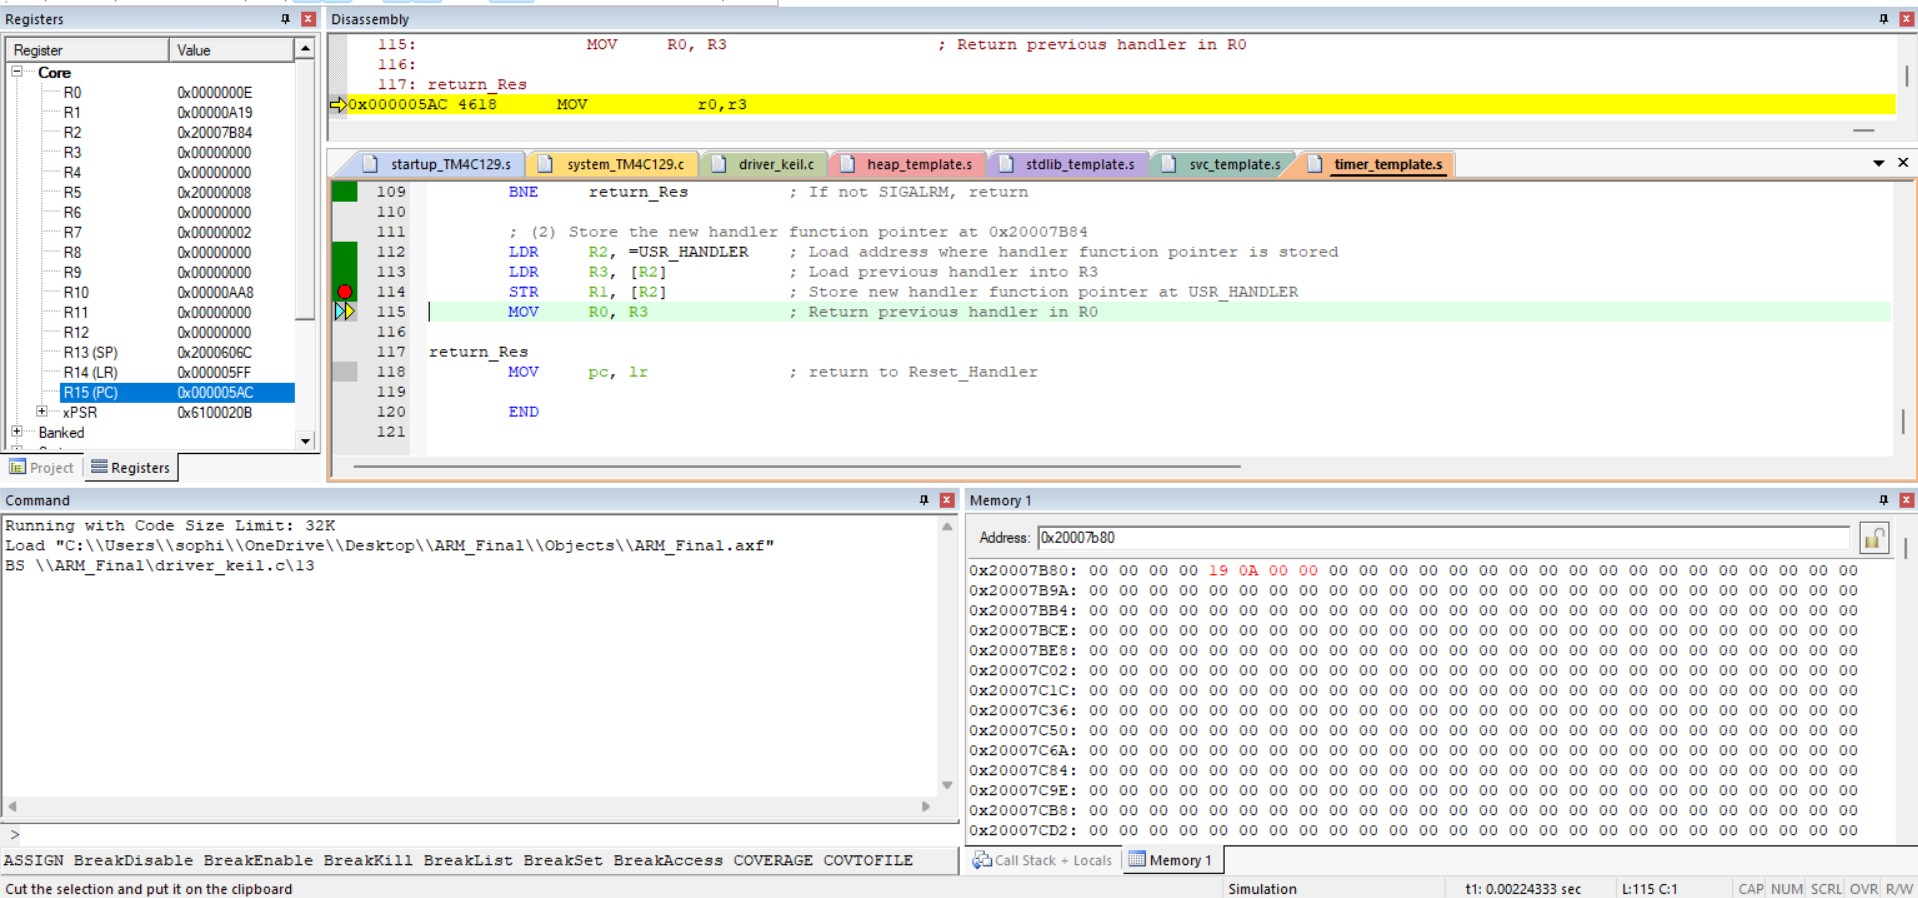 Registers
Register Value
Core
R0 0x0000000E
R1 0x00000A19
R2 0x20007B84
R3 0x00000000
R4 0x00000000
R5 0x20000008
R6 0x00000000
R7 0x00000002
R8 0x00000000
R9 0x00000000
R10 0x00000AA8
R11 0x00000000
R12 0x00000000
R13 (SP) 0x2000606C
R14 (LR) 0x000005FF
R15 (PC) 0x000005AC
xPSR 0x6100020B
Banked
Project Registers
Disassembly
115: MOV R0, R3 ; Return previous handler in R0
116:
117: return_Res
0x000005AC 4618 MOV r0,r3
startup_TM4C129.s system_TM4C129.c driver_keil.c heap_template.s stdlib_template.s svc_template.s timer_template.s
109 BNE return_Res ; If not SIGALRM, return
110
111 ; (2) Store the new handler function pointer at 0x20007B84
112 LDR R2, =USR_HANDLER ; Load address where handler function pointer is stored
113 LDR R3, [R2] ; Load previous handler into R3
114 STR R1, [R2] ; Store new handler function pointer at USR_HANDLER
115 MOV R0, R3 ; Return previous handler in R0
116
117 return_Res
118 MOV pc, lr ; return to Reset_Handler
119
120 END
121
Command
Running with Code Size Limit: 32K
Load "C:\\Users\\sophi\\OneDrive\\Desktop\\ARM_Final\\Objects\\ARM_Final.axf"
BS \\ARM_Final\driver_keil.c\13
>
ASSIGN BreakDisable BreakEnable BreakKill BreakList BreakSet BreakAccess COVERAGE COVTOFILE
Memory 1
Address: 0x20007b80
0x20007B80: 00 00 00 00 19 0A 00 00 00 00 00 00 00 00 00 00 00 00 00 00 00 00 00 00 00 00
0x20007B9A: 00 00 00 00 00 00 00 00 00 00 00 00 00 00 00 00 00 00 00 00 00 00 00 00 00 00
0x20007BB4: 00 00 00 00 00 00 00 00 00 00 00 00 00 00 00 00 00 00 00 00 00 00 00 00 00 00
0x20007BCE: 00 00 00 00 00 00 00 00 00 00 00 00 00 00 00 00 00 00 00 00 00 00 00 00 00 00
0x20007BE8: 00 00 00 00 00 00 00 00 00 00 00 00 00 00 00 00 00 00 00 00 00 00 00 00 00 00
0x20007C02: 00 00 00 00 00 00 00 00 00 00 00 00 00 00 00 00 00 00 00 00 00 00 00 00 00 00
0x20007C1C: 00 00 00 00 00 00 00 00 00 00 00 00 00 00 00 00 00 00 00 00 00 00 00 00 00 00
0x20007C36: 00 00 00 00 00 00 00 00 00 00 00 00 00 00 00 00 00 00 00 00 00 00 00 00 00 00
0x20007C50: 00 00 00 00 00 00 00 00 00 00 00 00 00 00 00 00 00 00 00 00 00 00 00 00 00 00
0x20007C6A: 00 00 00 00 00 00 00 00 00 00 00 00 00 00 00 00 00 00 00 00 00 00 00 00 00 00
0x20007C84: 00 00 00 00 00 00 00 00 00 00 00 00 00 00 00 00 00 00 00 00 00 00 00 00 00 00
0x20007C9E: 00 00 00 00 00 00 00 00 00 00 00 00 00 00 00 00 00 00 00 00 00 00 00 00 00 00
0x20007CB8: 00 00 00 00 00 00 00 00 00 00 00 00 00 00 00 00 00 00 00 00 00 00 00 00 00 00
0x20007CD2: 00 00 00 00 00 00 00 00 00 00 00 00 00 00 00 00 00 00 00 00 00 00 00 00 00 00
Call Stack + Locals Memory 1
Cut the selection and put it on the clipboard Simulation t1: 0.00224333 sec L:115 C:1 CAP NUM SCRL OVR R/W